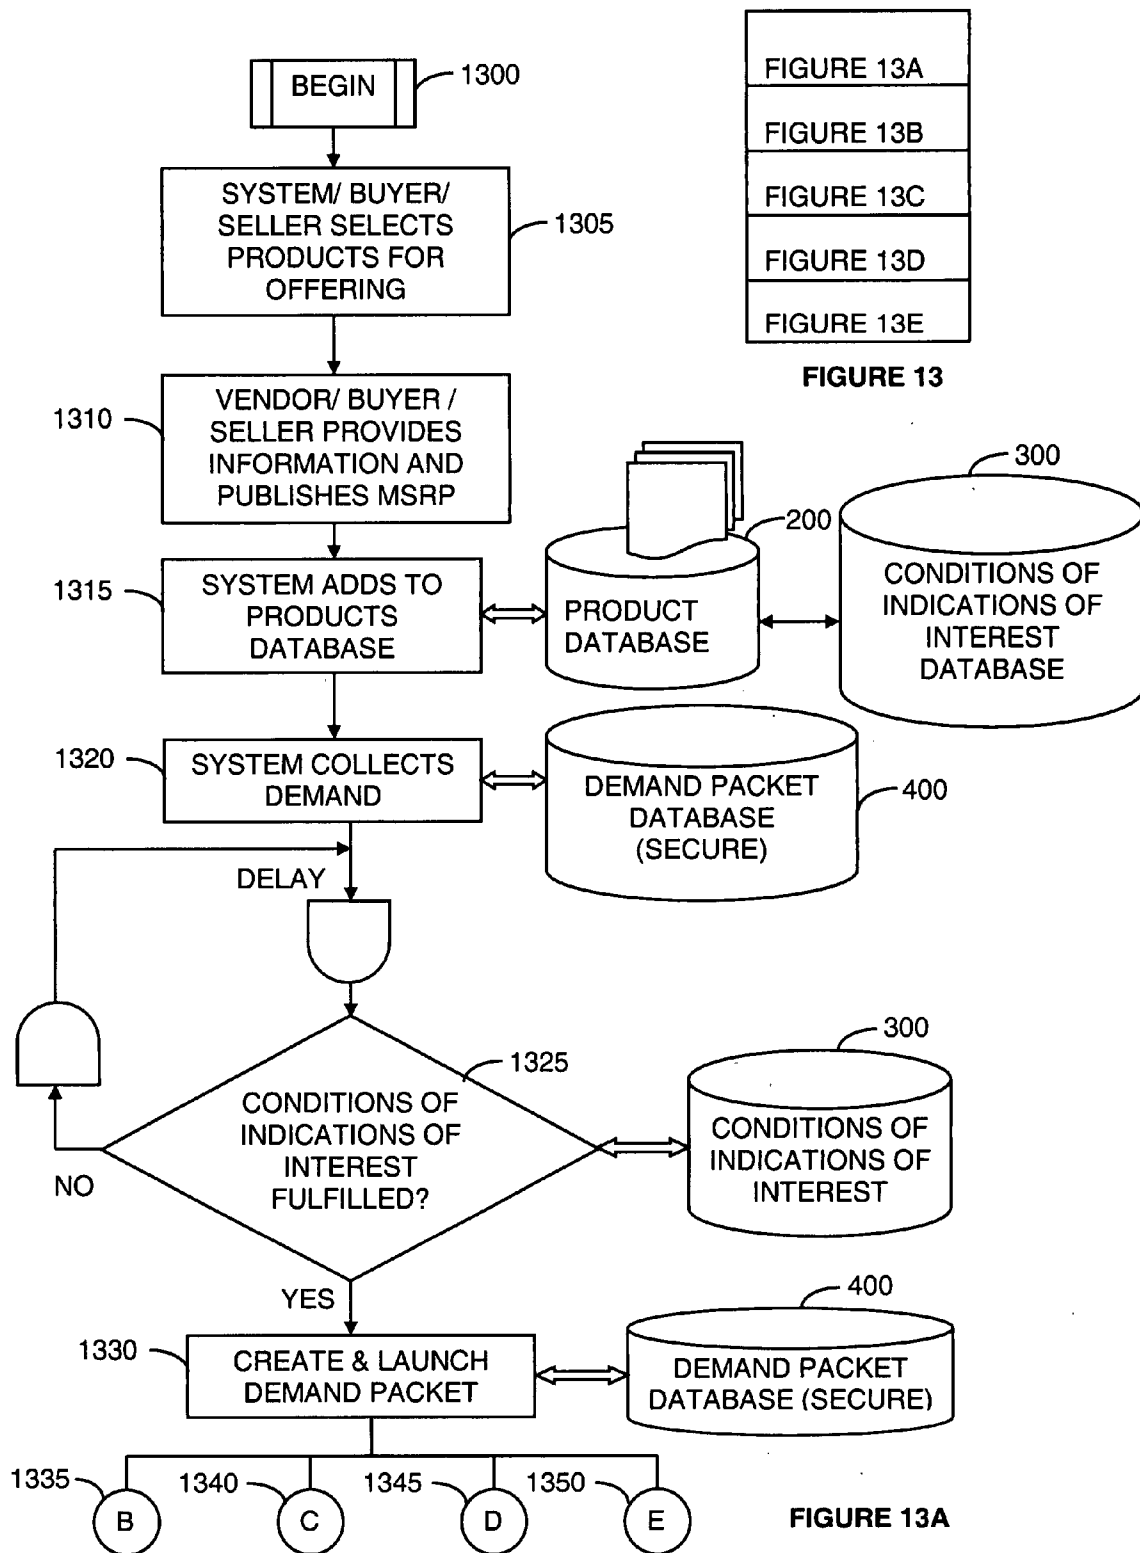 BEGIN
1300
SYSTEM/ BUYER/
SELLER SELECTS
PRODUCTS FOR
OFFERING
1305
FIGURE 13A
FIGURE 13B
FIGURE 13C
FIGURE 13D
FIGURE 13E
FIGURE 13
1310
VENDOR/ BUYER /
SELLER PROVIDES
INFORMATION AND
PUBLISHES MSRP
1315
SYSTEM ADDS TO
PRODUCTS
DATABASE
200
PRODUCT
DATABASE
300
CONDITIONS OF
INDICATIONS OF
INTEREST
DATABASE
1320
SYSTEM COLLECTS
DEMAND
DEMAND PACKET
DATABASE
(SECURE)
400
DELAY
1325
CONDITIONS OF
INDICATIONS OF
INTEREST
FULFILLED?
NO
300
CONDITIONS OF
INDICATIONS OF
INTEREST
YES
1330
CREATE & LAUNCH
DEMAND PACKET
400
DEMAND PACKET
DATABASE (SECURE)
1335
B
1340
C
1345
D
1350
E
FIGURE 13A